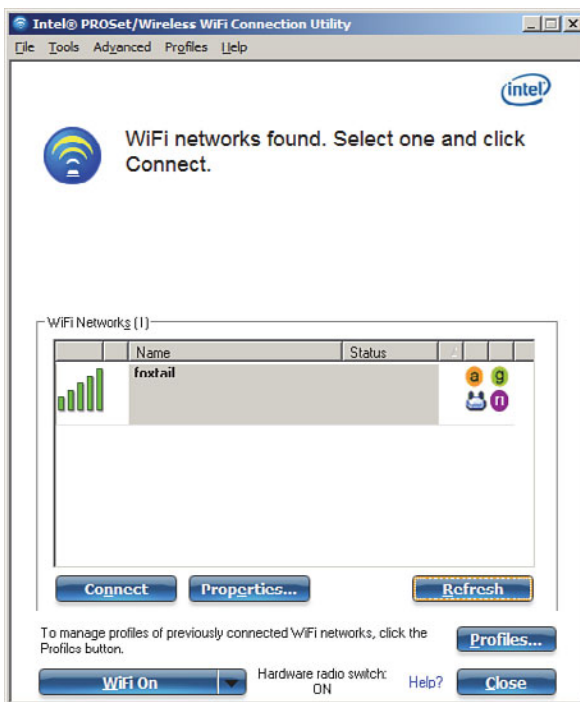 Intel® PROSet/Wireless WiFi Connection Utility
File Tools Advanced Profiles Help
intel
WiFi networks found. Select one and click
Connect.
WiFi Networks (1)
Name Status
foxtail
a g
n
Connect Properties... Refresh
To manage profiles of previously connected WiFi networks, click the
Profiles button.
Profiles...
WiFi On
Hardware radio switch:
ON
Help?
Close